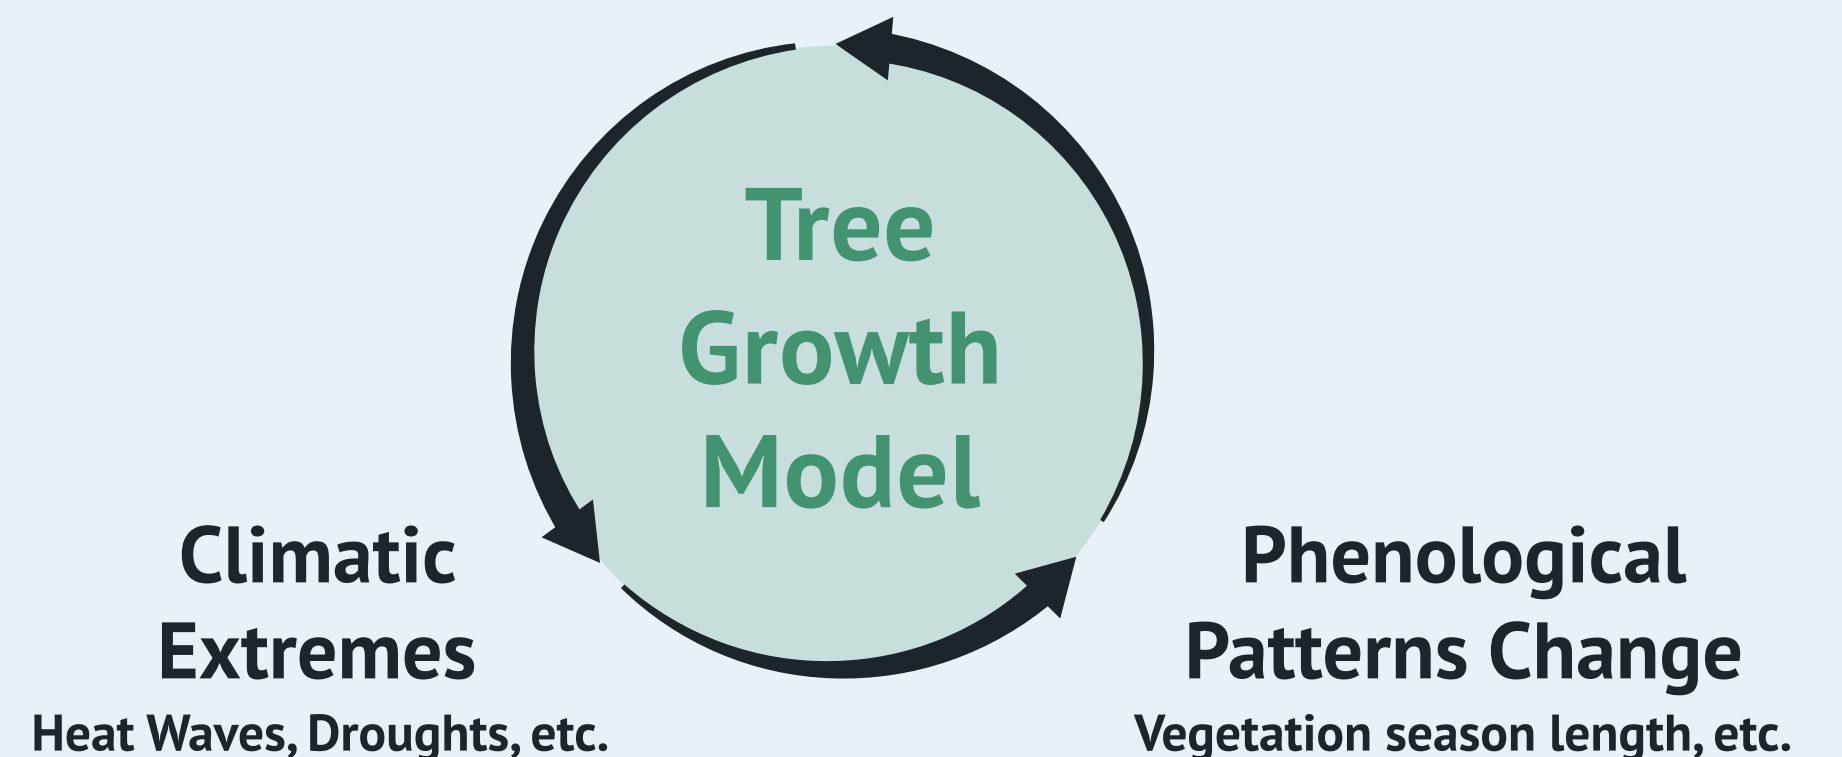 Tree
Growth
Model
Climatic
Extremes
Heat Waves, Droughts, etc.
Phenological
Patterns Change
Vegetation season length, etc.